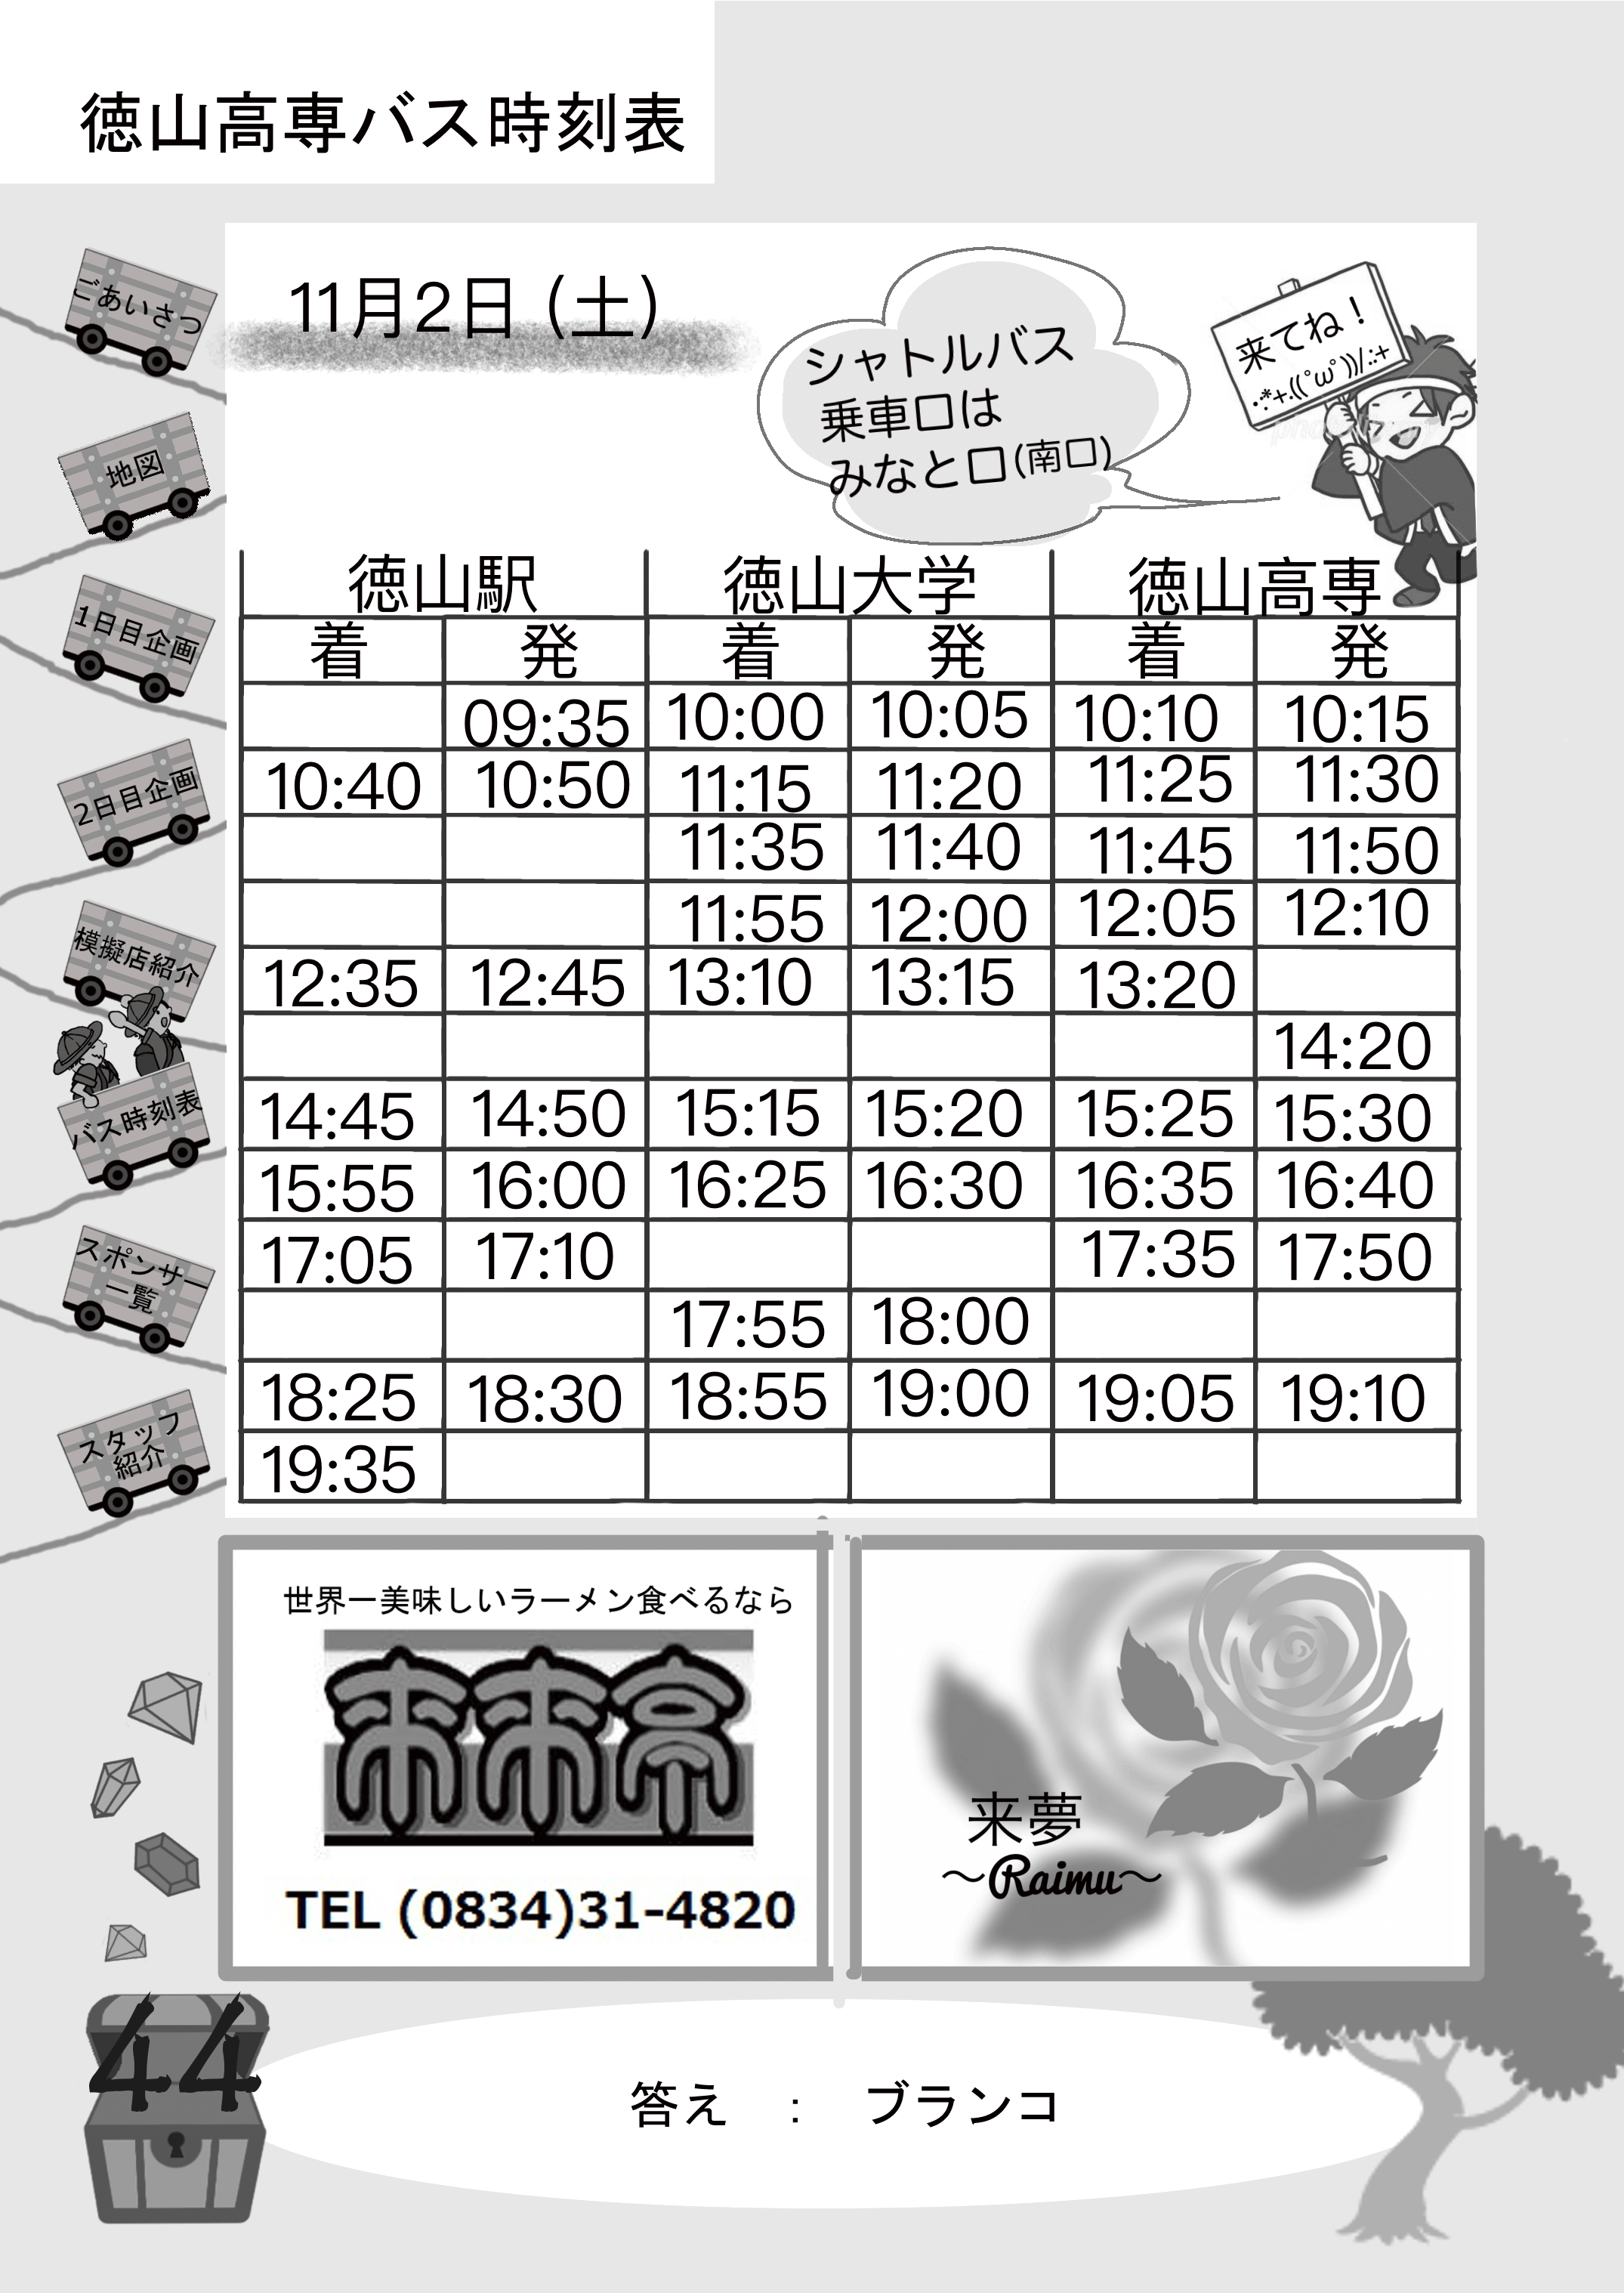 徳山高専バス時刻表
ごあいさつ
地図
1日目企画
2日目企画
模擬店紹介
バス時刻表
スポンサー
一覧
スタッフ
紹介
11月2日（土）
シャトルバス
乗車口は
みなと口(南口)
来てね！
.:*+.((°ω°))/.:+
徳山駅 徳山大学 徳山高専
着 発 着 発 着 発
09:35 10:00 10:05 10:10 10:15
10:40 10:50 11:15 11:20 11:25 11:30
11:35 11:40 11:45 11:50
11:55 12:00 12:05 12:10
12:35 12:45 13:10 13:15 13:20
14:20
14:45 14:50 15:15 15:20 15:25 15:30
15:55 16:00 16:25 16:30 16:35 16:40
17:05 17:10 17:35 17:50
17:55 18:00
18:25 18:30 18:55 19:00 19:05 19:10
19:35
世界一美味しいラーメン食べるなら
来来亭
TEL (0834)31-4820
来夢
～Raimu～
44
答え ： ブランコ